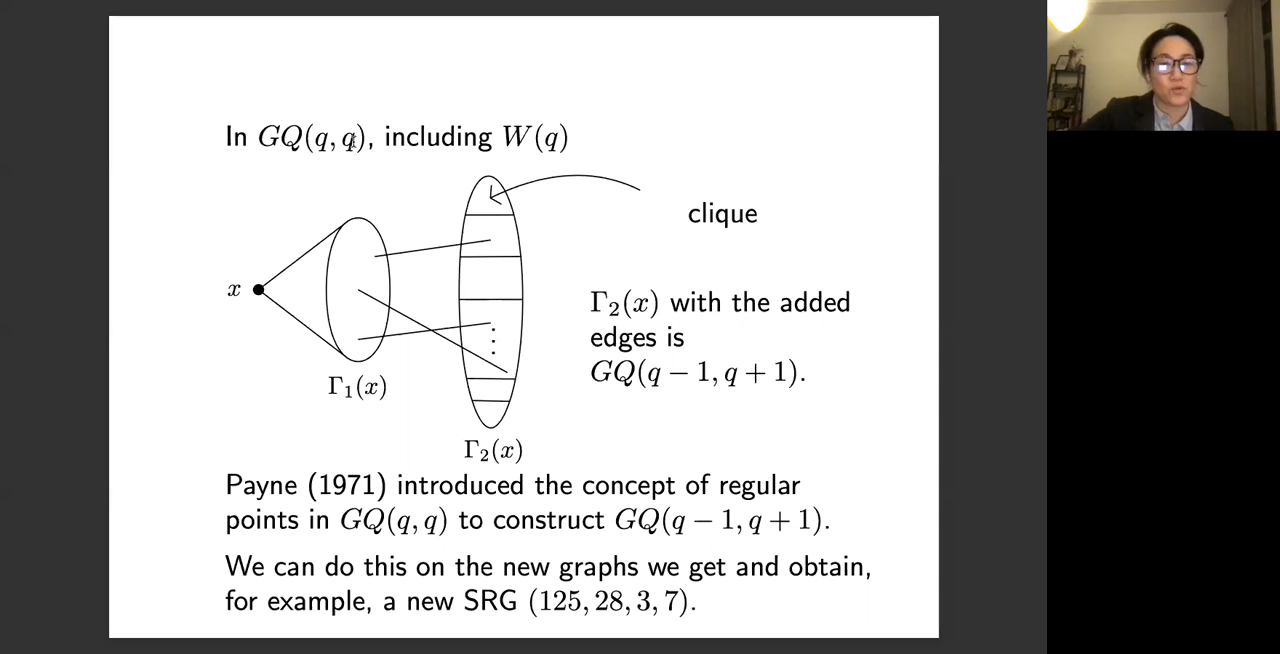 In GQ(q, q), including W(q)
clique
x
Γ₂(x) with the added
edges is
GQ(q − 1, q + 1).
Γ₁(x)
Γ₂(x)
Payne (1971) introduced the concept of regular
points in GQ(q, q) to construct GQ(q − 1, q + 1).
We can do this on the new graphs we get and obtain,
for example, a new SRG (125, 28, 3, 7).